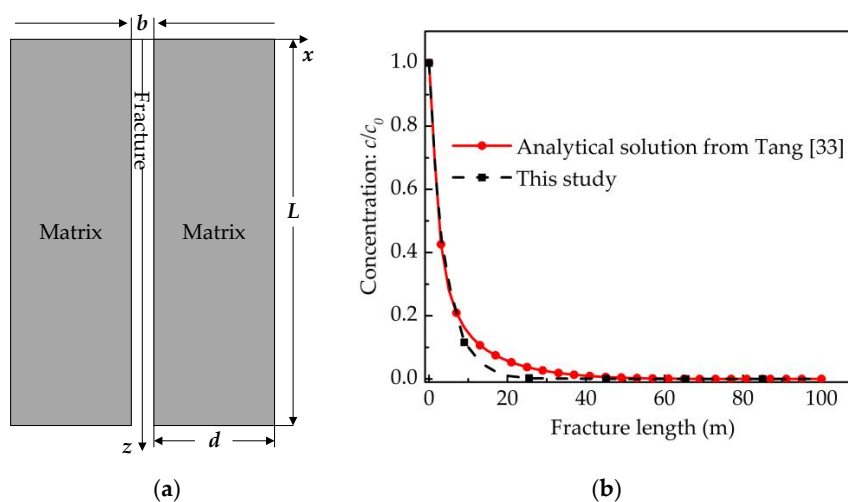 b
x
Fracture
Matrix
Matrix
L
d
z
(a)
Concentration: c/c0
1.0
0.8
0.6
0.4
0.2
0.0
Analytical solution from Tang [33]
This study
0 20 40 60 80 100
Fracture length (m)
(b)